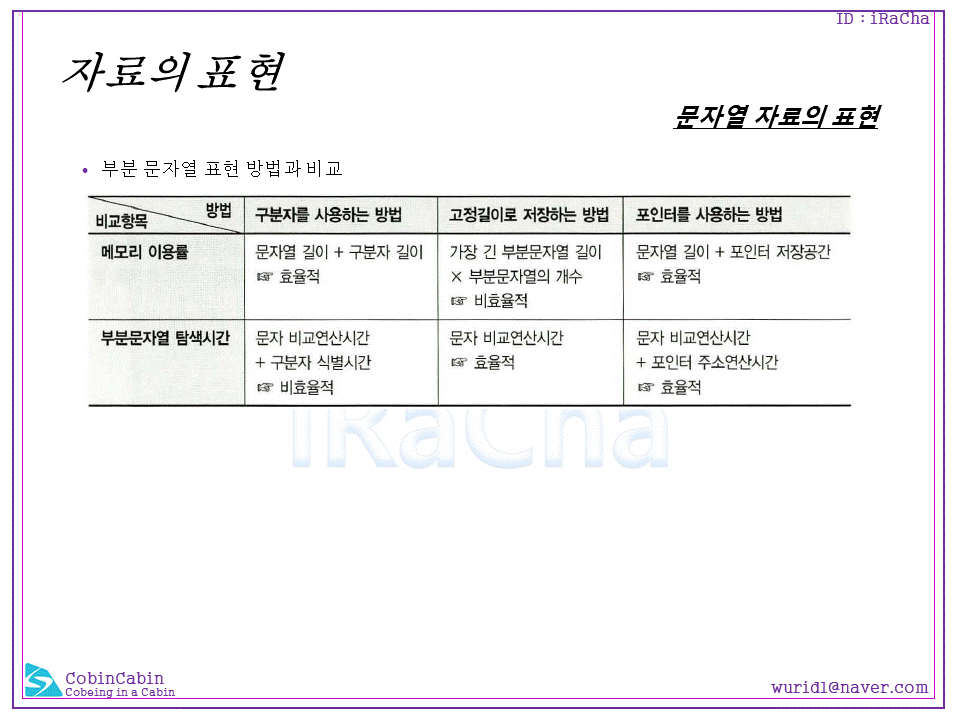 ID : iRaCha
자료의 표현
문자열 자료의 표현
• 부분 문자열 표현 방법과 비교
방법
비교항목
구분자를 사용하는 방법
고정길이로 저장하는 방법
포인터를 사용하는 방법
메모리 이용률
문자열 길이 + 구분자 길이
☞ 효율적
가장 긴 부분문자열 길이
× 부분문자열의 개수
☞ 비효율적
문자열 길이 + 포인터 저장공간
☞ 효율적
부분문자열 탐색시간
문자 비교연산시간
+ 구분자 식별시간
☞ 비효율적
문자 비교연산시간
☞ 효율적
문자 비교연산시간
+ 포인터 주소연산시간
☞ 효율적
iRaCha
CobinCabin
Cobeing in a Cabin
wurid1@naver.com